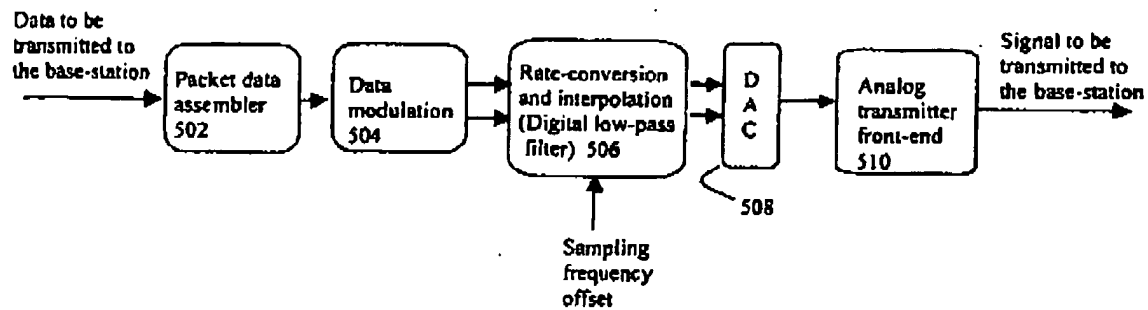 Data to be
transmitted to
the base-station
Packet data
assembler
502
Data
modulation
504
Rate-conversion
and interpolation
(Digital low-pass
filter) 506
D
A
C
508
Analog
transmitter
front-end
510
Signal to be
transmitted to
the base-station
Sampling
frequency
offset